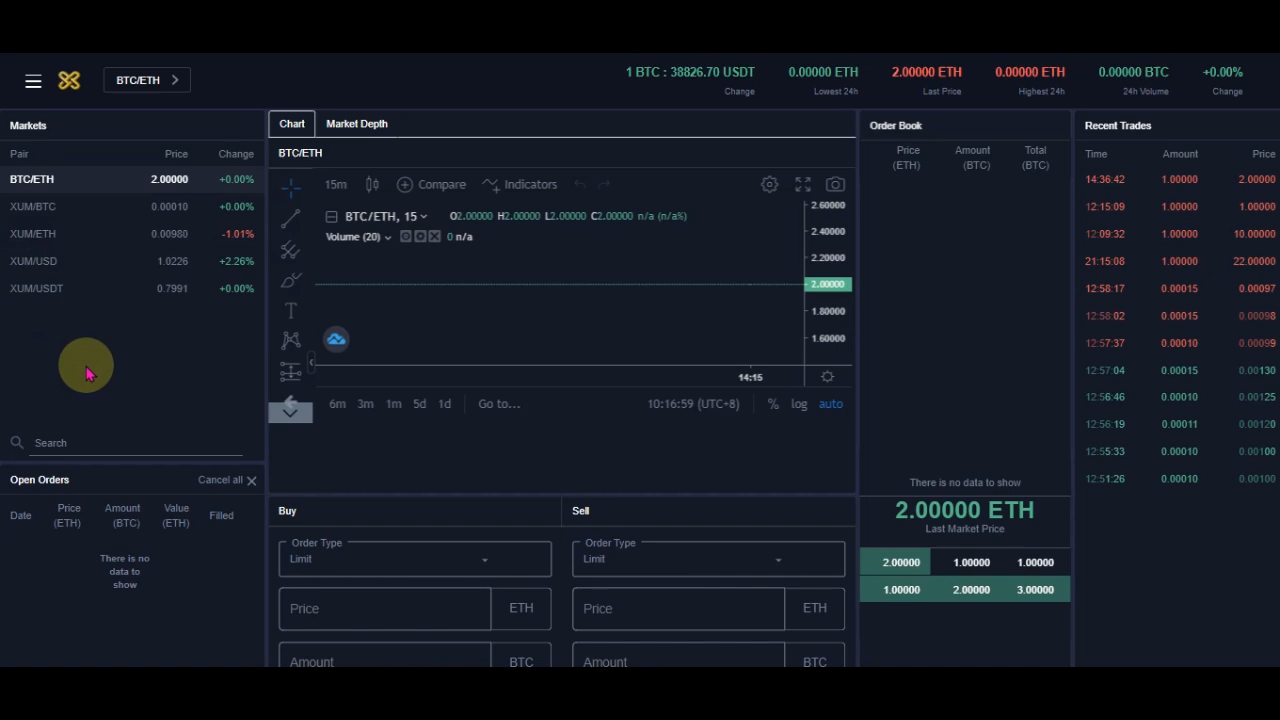 BTC/ETH
1 BTC : 38826.70 USDT
Change
0.00000 ETH
Lowest 24h
2.00000 ETH
Last Price
0.00000 ETH
Highest 24h
0.00000 BTC
24h Volume
+0.00%
Change
Markets
Pair Price Change
BTC/ETH 2.00000 +0.00%
XUM/BTC 0.00010 +0.00%
XUM/ETH 0.00980 -1.01%
XUM/USD 1.0226 +2.26%
XUM/USDT 0.7991 +0.00%
Search
Open Orders Cancel all
Date Price (ETH) Amount (BTC) Value (ETH) Filled
There is no
data to
show
Chart Market Depth
BTC/ETH
15m Compare Indicators
BTC/ETH, 15 O2.00000 H2.00000 L2.00000 C2.00000 n/a (n/a%)
Volume (20) 0 n/a
2.60000
2.40000
2.20000
2.00000
1.80000
1.60000
14:15
6m 3m 1m 5d 1d Go to... 10:16:59 (UTC+8) % log auto
Buy
Order Type
Limit
Price ETH
Amount BTC
Sell
Order Type
Limit
Price ETH
Amount BTC
Order Book
Price Amount Total
(ETH) (BTC) (BTC)
There is no data to show
2.00000 ETH
Last Market Price
2.00000 1.00000 1.00000
1.00000 2.00000 3.00000
Recent Trades
Time Amount Price
14:36:42 1.00000 2.00000
12:15:09 1.00000 1.00000
12:09:32 1.00000 10.00000
21:15:08 1.00000 22.00000
12:58:17 0.00015 0.00097
12:58:02 0.00015 0.00098
12:57:37 0.00010 0.00099
12:57:04 0.00015 0.00130
12:56:46 0.00010 0.00125
12:56:19 0.00011 0.00120
12:55:33 0.00010 0.00100
12:51:26 0.00010 0.00100